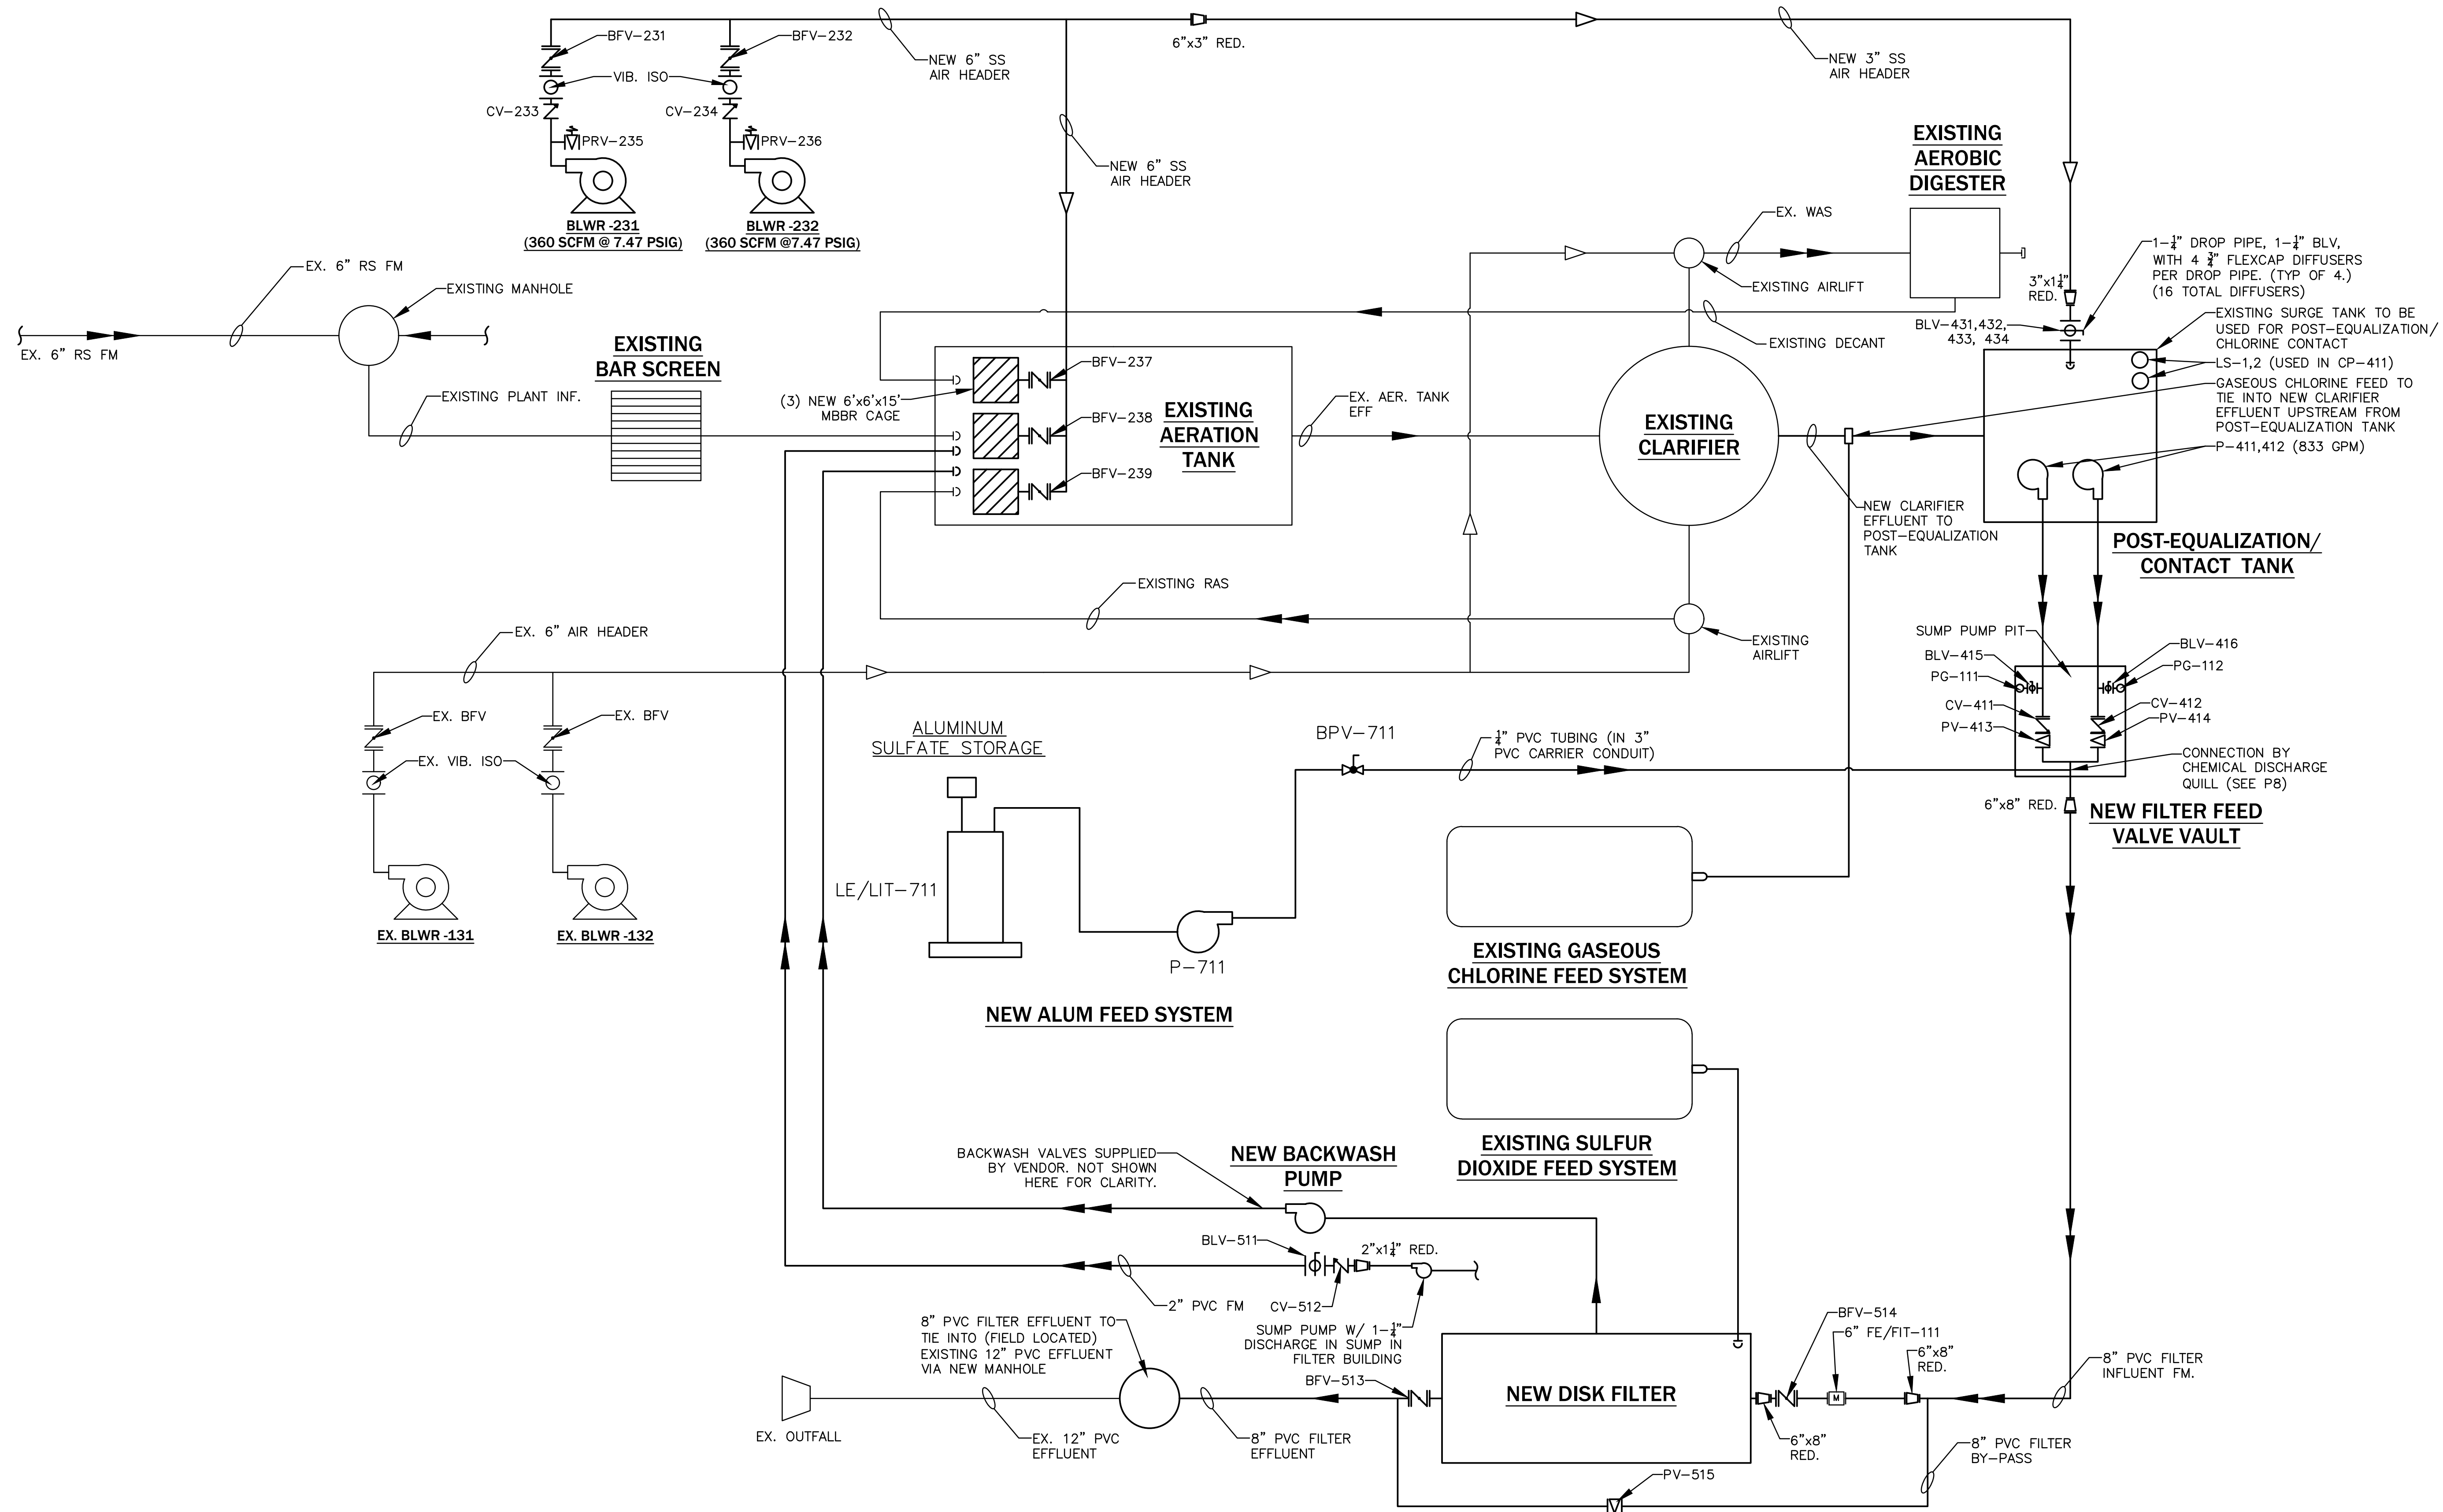 BFV-231
BFV-232
VIB. ISO
CV-233
CV-234
PRV-235
PRV-236
BLWR -231
(360 SCFM @ 7.47 PSIG)
BLWR -232
(360 SCFM @7.47 PSIG)
NEW 6" SS
AIR HEADER
6"x3" RED.
NEW 3" SS
AIR HEADER
NEW 6" SS
AIR HEADER
EXISTING
AEROBIC
DIGESTER
EX. WAS
EXISTING AIRLIFT
EXISTING DECANT
1-1/4" DROP PIPE, 1-1/4" BLV,
WITH 4 3/4" FLEXCAP DIFFUSERS
PER DROP PIPE. (TYP OF 4.)
(16 TOTAL DIFFUSERS)
3"x1 1/4"
RED.
BLV-431,432,
433, 434
EXISTING SURGE TANK TO BE
USED FOR POST-EQUALIZATION/
CHLORINE CONTACT
LS-1,2 (USED IN CP-411)
GASEOUS CHLORINE FEED TO
TIE INTO NEW CLARIFIER
EFFLUENT UPSTREAM FROM
POST-EQUALIZATION TANK
P-411,412 (833 GPM)
EX. 6" RS FM
EXISTING MANHOLE
EX. 6" RS FM
EXISTING
BAR SCREEN
EXISTING PLANT INF.
(3) NEW 6'x6'x15'
MBBR CAGE
BFV-237
BFV-238
BFV-239
EXISTING
AERATION
TANK
EX. AER. TANK
EFF
EXISTING
CLARIFIER
NEW CLARIFIER
EFFLUENT TO
POST-EQUALIZATION
TANK
POST-EQUALIZATION/
CONTACT TANK
EXISTING RAS
EXISTING
AIRLIFT
EX. 6" AIR HEADER
EX. BFV
EX. BFV
EX. VIB. ISO
EX. BLWR -131
EX. BLWR -132
SUMP PUMP PIT
BLV-415
PG-111
CV-411
PV-413
BLV-416
PG-112
CV-412
PV-414
CONNECTION BY
CHEMICAL DISCHARGE
QUILL (SEE P8)
6"x8" RED.
NEW FILTER FEED
VALVE VAULT
ALUMINUM
SULFATE STORAGE
LE/LIT-711
P-711
BPV-711
1/4" PVC TUBING (IN 3"
PVC CARRIER CONDUIT)
NEW ALUM FEED SYSTEM
EXISTING GASEOUS
CHLORINE FEED SYSTEM
EXISTING SULFUR
DIOXIDE FEED SYSTEM
BACKWASH VALVES SUPPLIED
BY VENDOR. NOT SHOWN
HERE FOR CLARITY.
NEW BACKWASH
PUMP
BLV-511
2"x1 1/4" RED.
2" PVC FM
CV-512
SUMP PUMP W/ 1-1/4"
DISCHARGE IN SUMP IN
FILTER BUILDING
8" PVC FILTER EFFLUENT TO
TIE INTO (FIELD LOCATED)
EXISTING 12" PVC EFFLUENT
VIA NEW MANHOLE
BFV-513
NEW DISK FILTER
BFV-514
6" FE/FIT-111
M
6"x8"
RED.
8" PVC FILTER
INFLUENT FM.
EX. OUTFALL
EX. 12" PVC
EFFLUENT
8" PVC FILTER
EFFLUENT
6"x8"
RED.
8" PVC FILTER
BY-PASS
PV-515